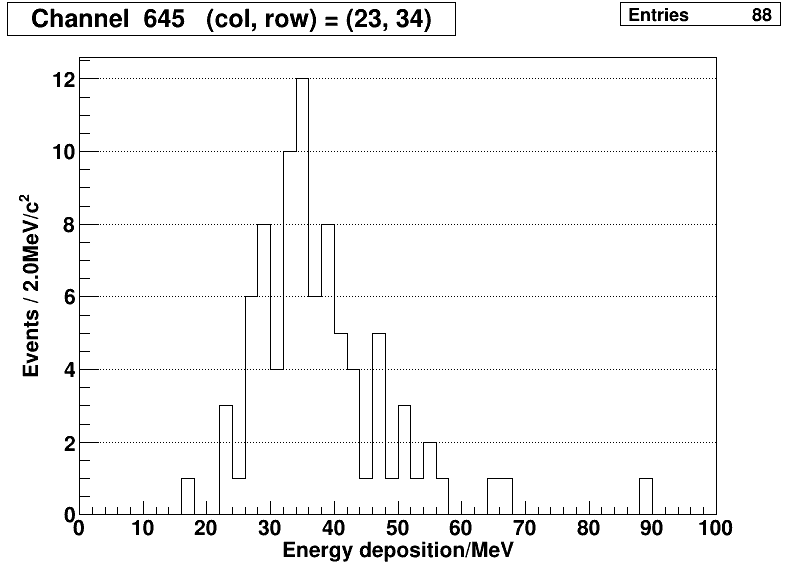 Channel 645 (col, row) = (23, 34)
Entries 88
Events / 2.0MeV/c²
12
10
8
6
4
2
0
0 10 20 30 40 50 60 70 80 90 100
Energy deposition/MeV